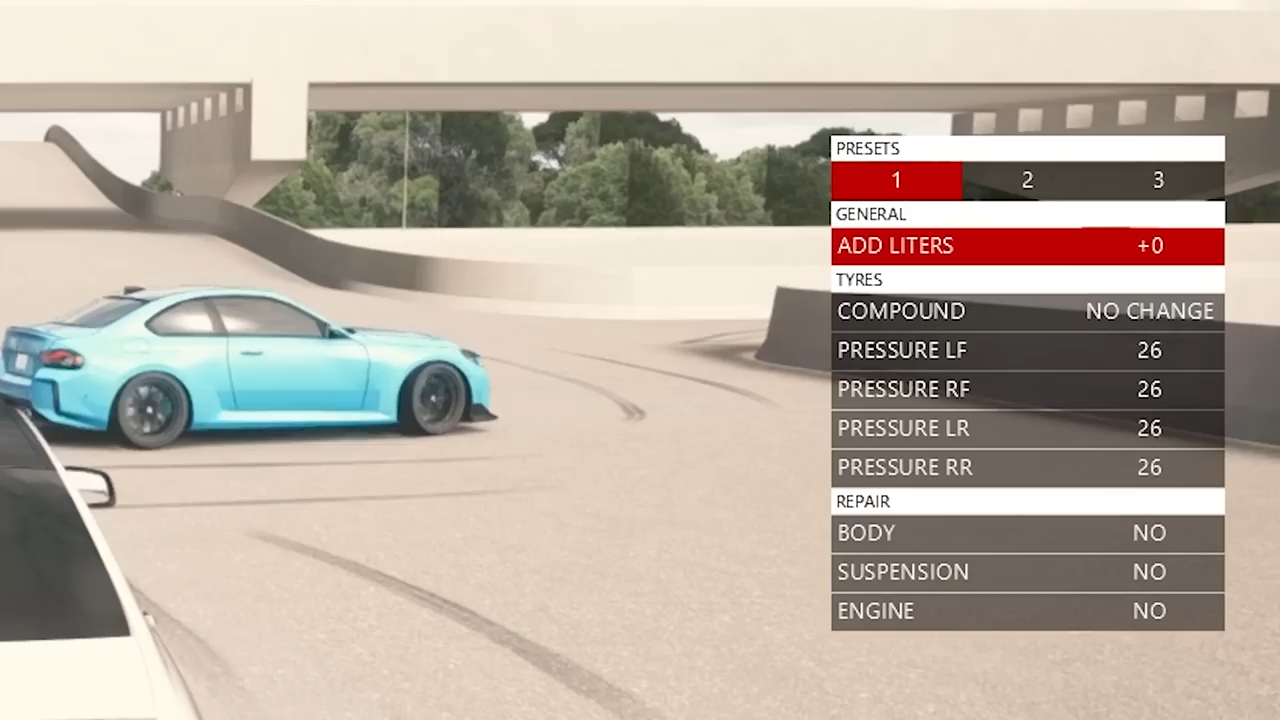 PRESETS
1 2 3
GENERAL
ADD LITERS +0
TYRES
COMPOUND NO CHANGE
PRESSURE LF 26
PRESSURE RF 26
PRESSURE LR 26
PRESSURE RR 26
REPAIR
BODY NO
SUSPENSION NO
ENGINE NO